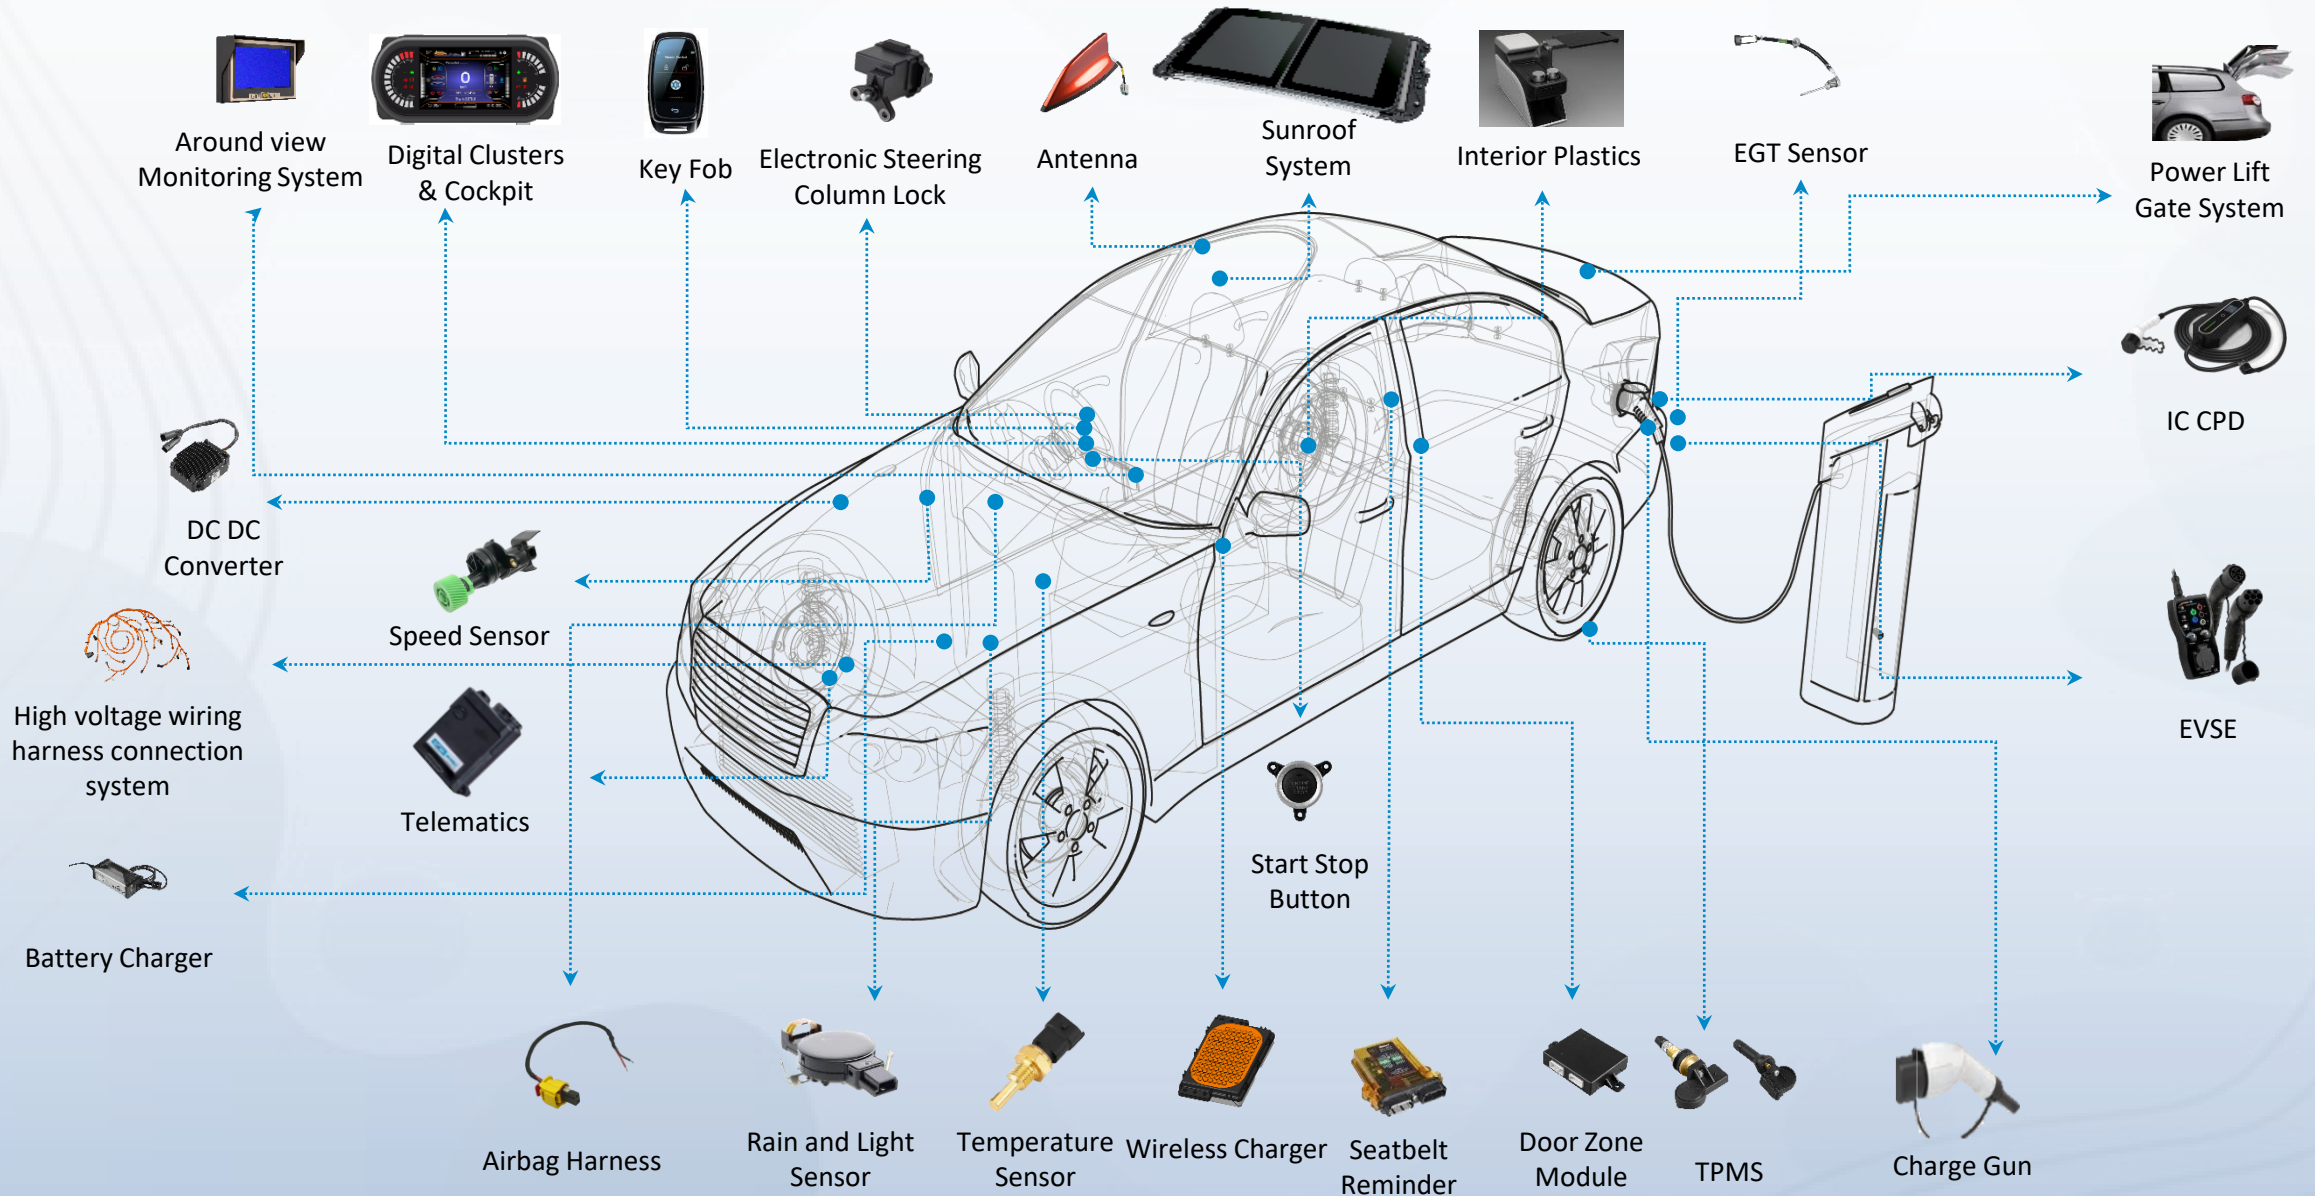 Around view
Monitoring System
Digital Clusters
& Cockpit
Key Fob
Electronic Steering
Column Lock
Antenna
Sunroof
System
Interior Plastics
EGT Sensor
Power Lift
Gate System
IC CPD
DC DC
Converter
Speed Sensor
High voltage wiring
harness connection
system
Telematics
EVSE
Start Stop
Button
Battery Charger
Airbag Harness
Rain and Light
Sensor
Temperature
Sensor
Wireless Charger
Seatbelt
Reminder
Door Zone
Module
TPMS
Charge Gun